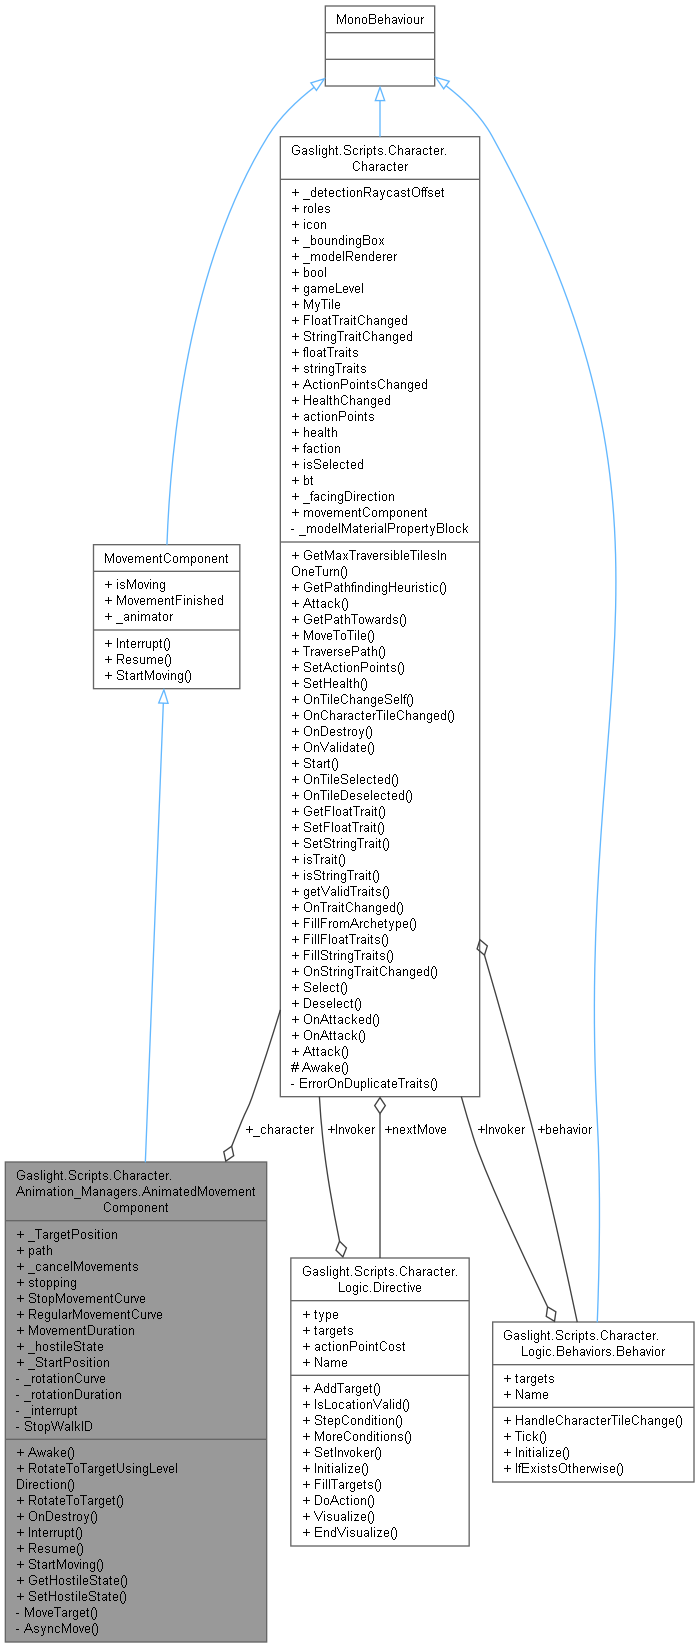 MonoBehaviour
Gaslight.Scripts.Character.
Character
+ _detectionRaycastOffset
+ roles
+ icon
+ _boundingBox
+ _modelRenderer
+ bool
+ gameLevel
+ MyTile
+ FloatTraitChanged
+ StringTraitChanged
+ floatTraits
+ stringTraits
+ ActionPointsChanged
+ HealthChanged
+ actionPoints
+ health
+ faction
+ isSelected
+ bt
+ _facingDirection
+ movementComponent
- _modelMaterialPropertyBlock
+ GetMaxTraversibleTilesIn
OneTurn()
+ GetPathfindingHeuristic()
+ Attack()
+ GetPathTowards()
+ MoveToTile()
+ TraversePath()
+ SetActionPoints()
+ SetHealth()
+ OnTileChangeSelf()
+ OnCharacterTileChanged()
+ OnDestroy()
+ OnValidate()
+ Start()
+ OnTileSelected()
+ OnTileDeselected()
+ GetFloatTrait()
+ SetFloatTrait()
+ SetStringTrait()
+ isTrait()
+ isStringTrait()
+ getValidTraits()
+ OnTraitChanged()
+ FillFromArchetype()
+ FillFloatTraits()
+ FillStringTraits()
+ OnStringTraitChanged()
+ Select()
+ Deselect()
+ OnAttacked()
+ OnAttack()
+ Attack()
# Awake()
- ErrorOnDuplicateTraits()
MovementComponent
+ isMoving
+ MovementFinished
+ _animator
+ Interrupt()
+ Resume()
+ StartMoving()
+_character
+Invoker
+nextMove
+Invoker
+behavior
Gaslight.Scripts.Character.
Animation_Managers.AnimatedMovement
Component
+ _TargetPosition
+ path
+ _cancelMovements
+ stopping
+ StopMovementCurve
+ RegularMovementCurve
+ MovementDuration
+ _hostileState
+ _StartPosition
- _rotationCurve
- _rotationDuration
- _interrupt
- StopWalkID
+ Awake()
+ RotateToTargetUsingLevel
Direction()
+ RotateToTarget()
+ OnDestroy()
+ Interrupt()
+ Resume()
+ StartMoving()
+ GetHostileState()
+ SetHostileState()
- MoveTarget()
- AsyncMove()
Gaslight.Scripts.Character.
Logic.Directive
+ type
+ targets
+ actionPointCost
+ Name
+ AddTarget()
+ IsLocationValid()
+ StepCondition()
+ MoreConditions()
+ SetInvoker()
+ Initialize()
+ FillTargets()
+ DoAction()
+ Visualize()
+ EndVisualize()
Gaslight.Scripts.Character.
Logic.Behaviors.Behavior
+ targets
+ Name
+ HandleCharacterTileChange()
+ Tick()
+ Initialize()
+ IfExistsOtherwise()